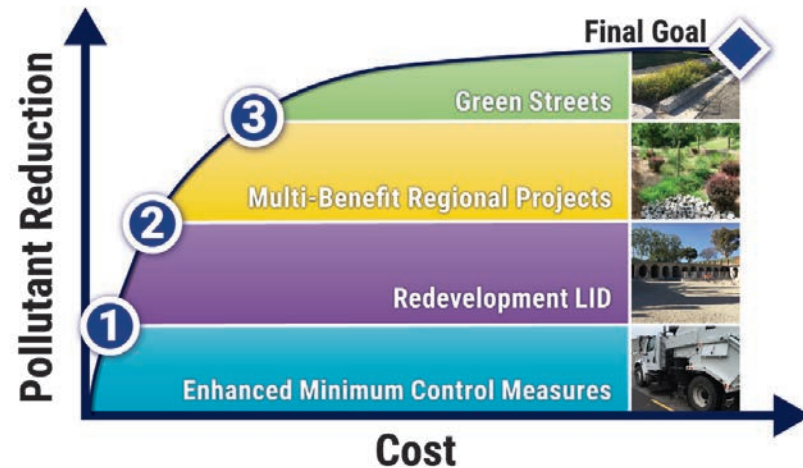 Final Goal
Pollutant Reduction
3
Green Streets
2
Multi-Benefit Regional Projects
1
Redevelopment LID
Enhanced Minimum Control Measures
Cost